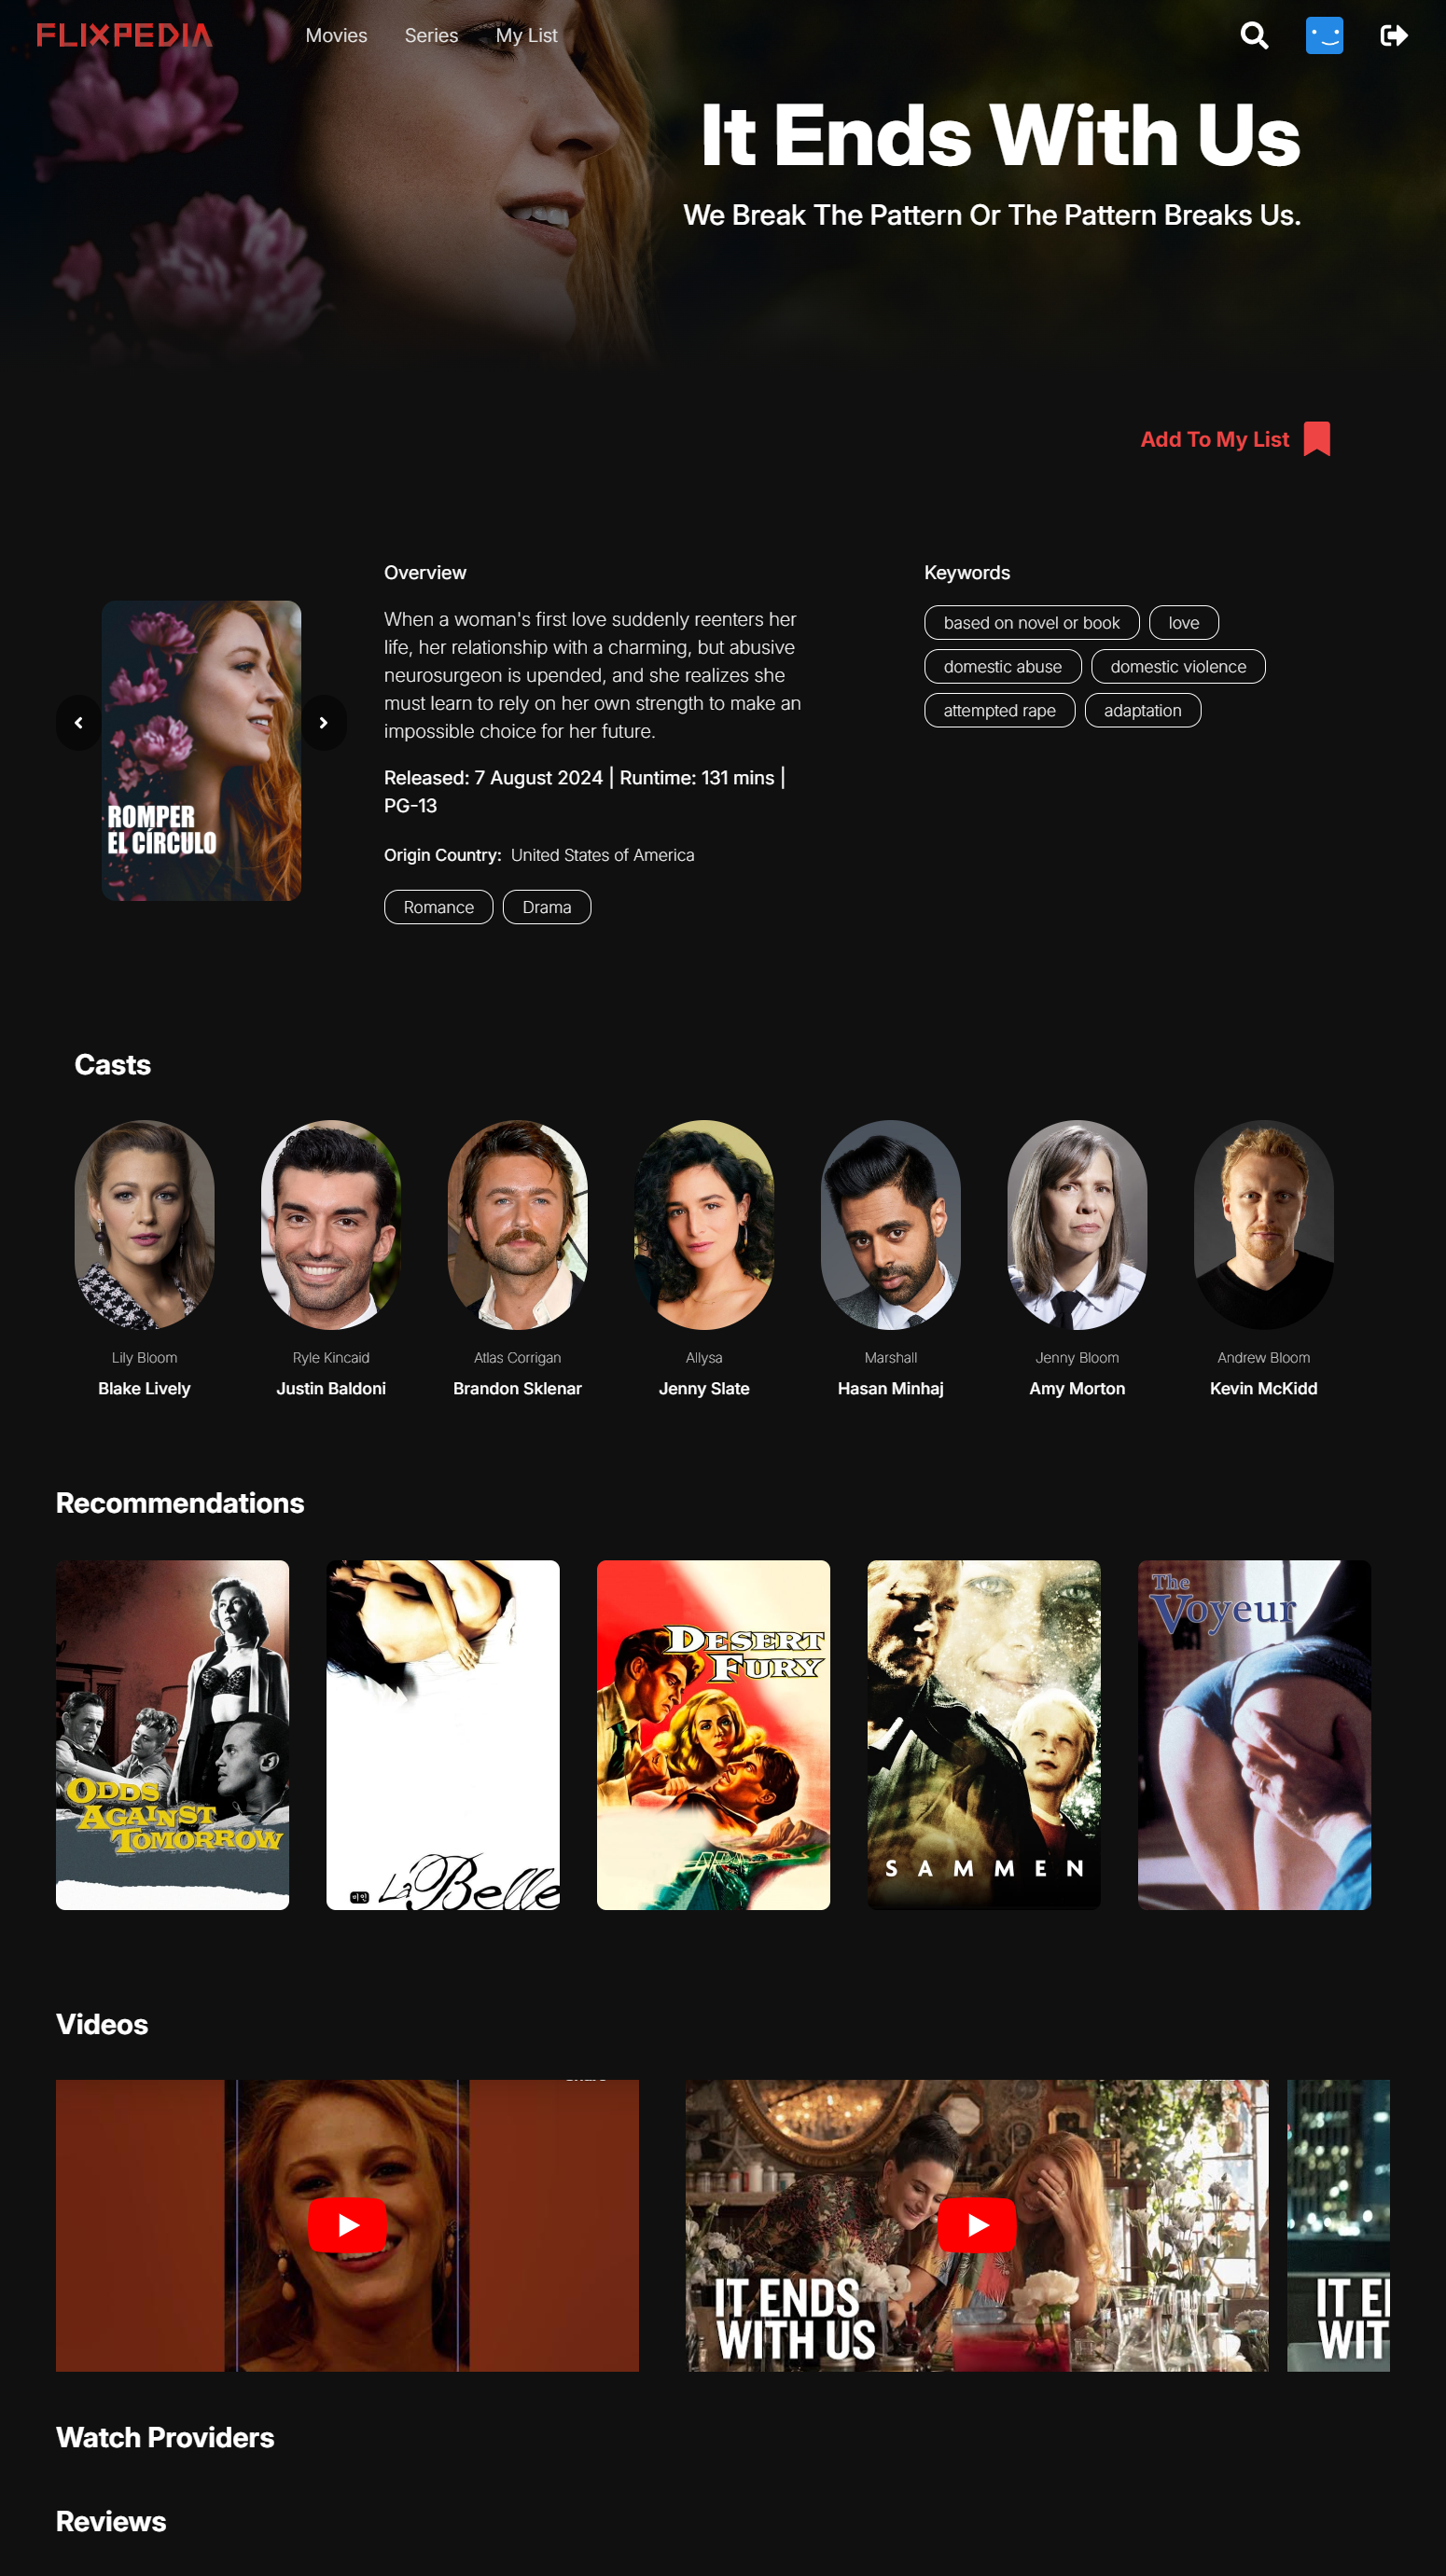 FLIXPEDIA
Movies
Series
My List
It Ends With Us
We Break The Pattern Or The Pattern Breaks Us.
Add To My List
ROMPER
EL CÍRCULO
Overview
When a woman's first love suddenly reenters her
life, her relationship with a charming, but abusive
neurosurgeon is upended, and she realizes she
must learn to rely on her own strength to make an
impossible choice for her future.
Released: 7 August 2024 | Runtime: 131 mins |
PG-13
Origin Country: United States of America
Romance
Drama
Keywords
based on novel or book
love
domestic abuse
domestic violence
attempted rape
adaptation
Casts
Lily Bloom
Blake Lively
Ryle Kincaid
Justin Baldoni
Atlas Corrigan
Brandon Sklenar
Allysa
Jenny Slate
Marshall
Hasan Minhaj
Jenny Bloom
Amy Morton
Andrew Bloom
Kevin McKidd
Recommendations
ODDS
AGAINST
TOMORROW
미인
La Belle
DESERT
FURY
SAMMEN
The
Voyeur
Videos
IT ENDS
WITH US
IT E
WIT
Watch Providers
Reviews